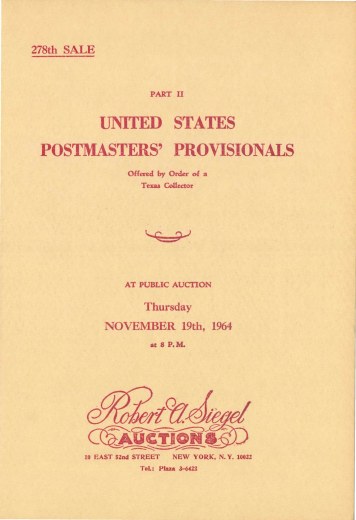 278th SALE
PART II
UNITED STATES
POSTMASTERS' PROVISIONALS
Offered by Order of a
Texas Collector
AT PUBLIC AUCTION
Thursday
NOVEMBER 19th, 1964
at 8 P.M.
Robert A. Siegel
AUCTIONS
10 EAST 52nd STREET NEW YORK, N. Y. 10022
Tel.: Plaza 3-6421